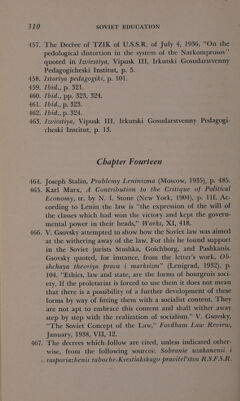 310 SOVIET EDUCATION
457. The Decree of TZIK of U.S.S.R. of July 4, 1936, "On the
pedological distortion in the system of the Narkompross"
quoted in Izviestiya, Vipusk III, Irkutski Gosudarstvenny
Pedagogicheski Institut, p. 5.
458. Istoriya pedagogiki, p. 101.
459. Ibid., p. 321.
460. Ibid., pp. 323, 324.
461. Ibid., p. 323.
462. Ibid., p. 324.
463. Izviestiya, Vipusk III, Irkutski Gosudarstvenny Pedagogi-
cheski Institut, p. 13.
Chapter Fourteen
464. Joseph Stalin, Problemy Leninizma (Moscow, 1935), p. 485.
465. Karl Marx, A Contribution to the Critique of Political
Economy, tr. by N. I. Stone (New York, 1904), p. 11f. Ac-
cording to Lenin the law is "the expression of the will of
the classes which had won the victory and kept the govern-
mental power in their heads," Works, XI, 418.
466. V. Gsovsky attempted to show how the Soviet law was aimed
at the withering away of the law. For this he found support
in the Soviet jurists Stuchka, Goichborg, and Pashkanis.
Gsovsky quoted, for instance, from the letter's work, Ob-
shchaya theoriya prava i marksizm" (Leningrad, 1932), p.
104. "Ethics, law and state, are the forms of bourgeois soci-
ety. If the proletariat is forced to use them it does not mean
that there is a possibility of a further development of these
forms by way of fitting them with a socialist content. They
are not apt to embrace this content and shall wither away
step by step with the realization of socialism." V. Gsovsky,
"The Soviet Concept of the Law," Fordham Law Review,
January, 1938, VII, 12.
467. The decrees which follow are cited, unless indicated other-
wise, from the following sources: Sobranie uzakonenii i
rasporiazhenii raboche-Krestiakskago pravitel'stva R.S.F.S.R.